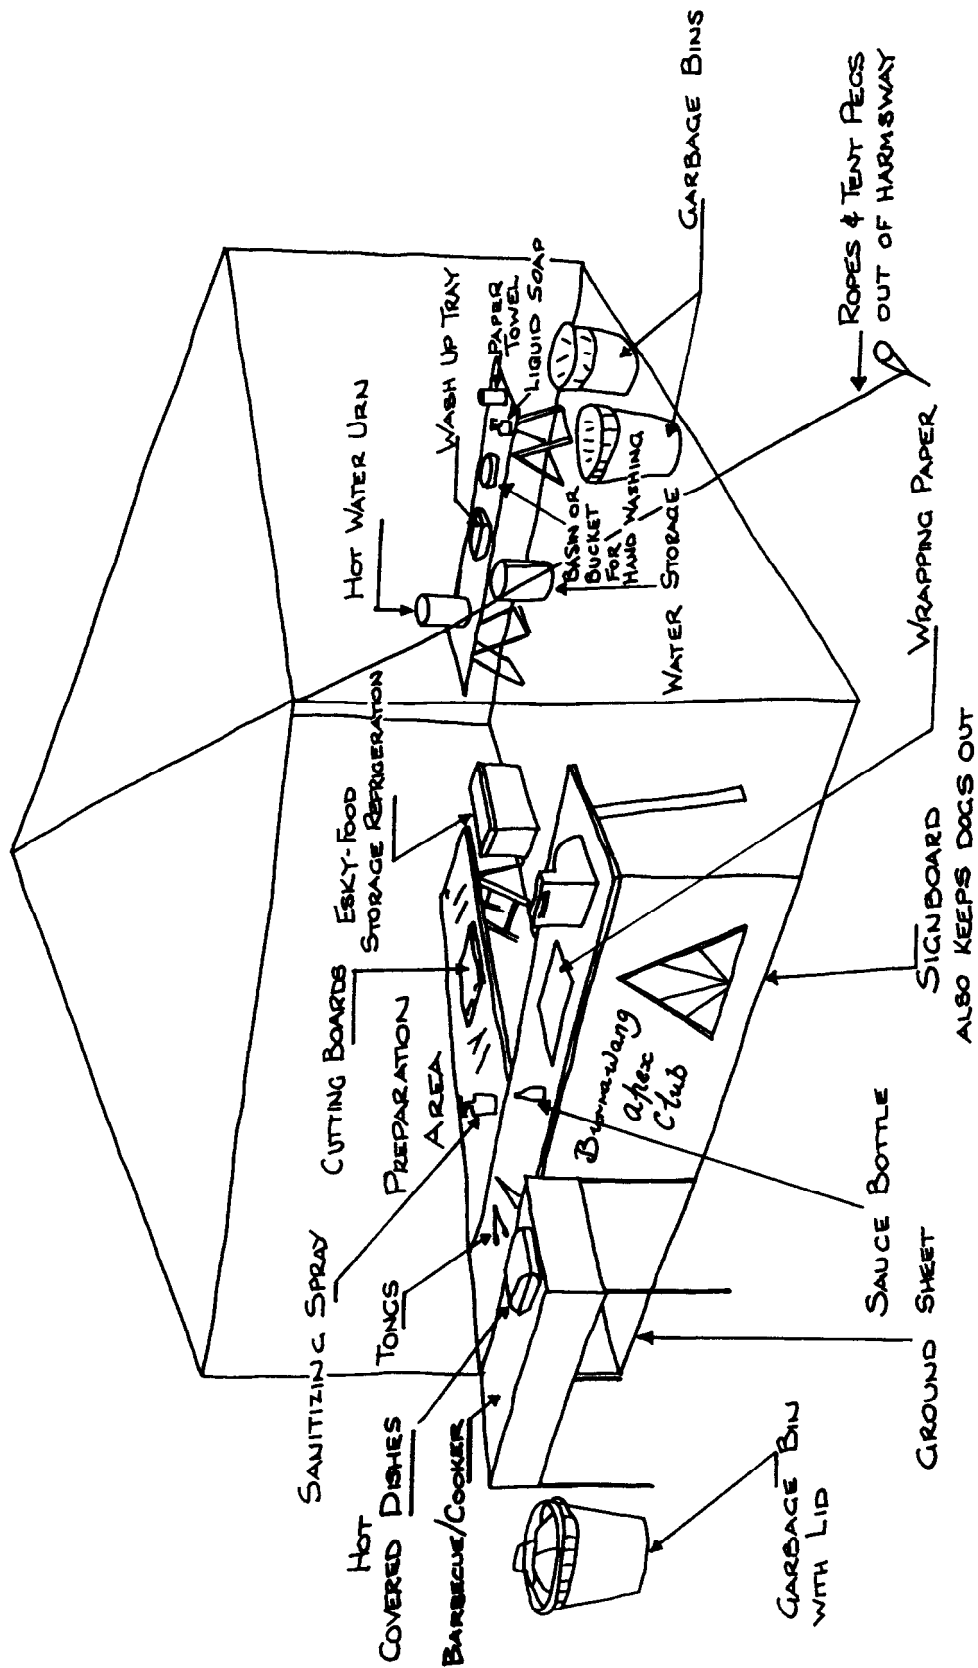 HOT WATER URN
WASH UP TRAY
PAPER
TOWEL
LIQUID SOAP
GARBAGE BINS
ROPES & TENT PEGS
OUT OF HARMSWAY
BASIN OR
BUCKET
FOR
HAND WASHING
WATER STORAGE
WRAPPING PAPER
ESKY-FOOD
STORAGE REFRIGERATION
CUTTING BOARDS
PREPARATION
AREA
SANITIZING SPRAY
TONGS
HOT
COVERED DISHES
BARBECUE/COOKER
apex
club
SIGNBOARD
ALSO KEEPS DOGS OUT
SAUCE BOTTLE
GROUND SHEET
GARBAGE BIN
WITH LID